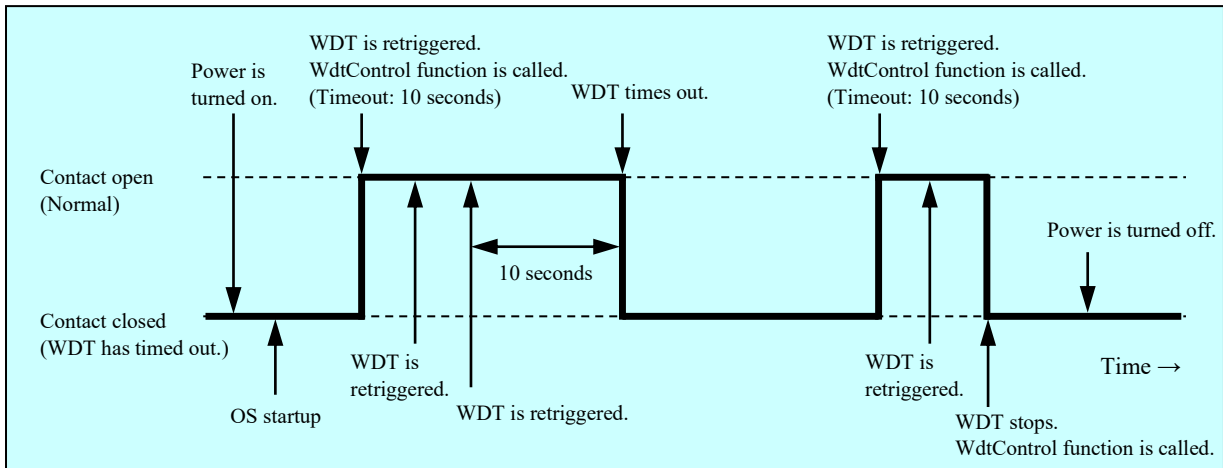 WDT is retriggered.
WdtControl function is called.
(Timeout: 10 seconds)
WDT is retriggered.
WdtControl function is called.
(Timeout: 10 seconds)
Power is
turned on.
WDT times out.
Contact open
(Normal)
Power is turned off.
10 seconds
Contact closed
(WDT has timed out.)
WDT is
retriggered.
WDT is
retriggered.
Time →
OS startup
WDT is retriggered.
WDT stops.
WdtControl function is called.